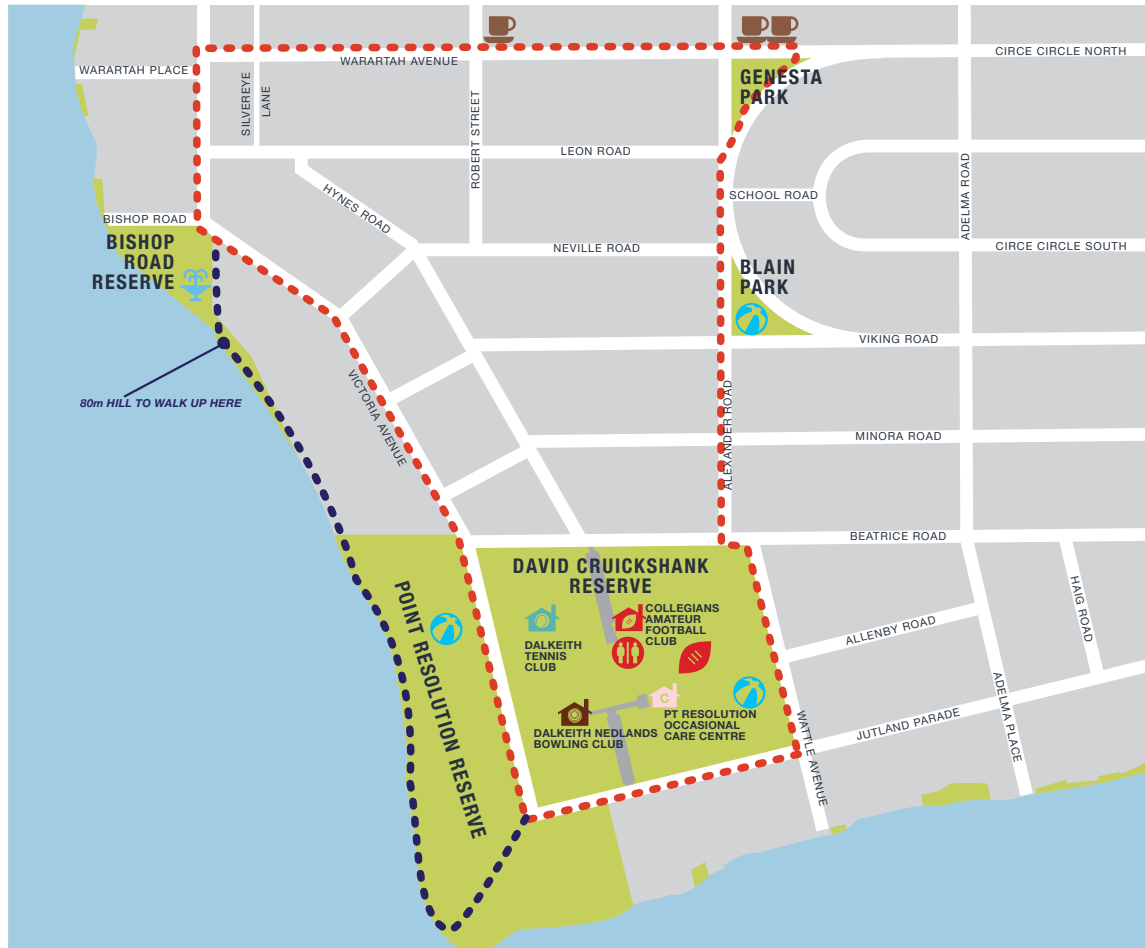 CIRCE CIRCLE NORTH
WARARTAH AVENUE
WARARTAH PLACE
GENESTA
PARK
SILVEREYE
LANE
ROBERT STREET
LEON ROAD
ADELMA ROAD
SCHOOL ROAD
HYNES ROAD
BISHOP ROAD
BISHOP
ROAD
RESERVE
NEVILLE ROAD
CIRCE CIRCLE SOUTH
BLAIN
PARK
VIKING ROAD
80m HILL TO WALK UP HERE
VICTORIA AVENUE
ALEXANDER ROAD
MINORA ROAD
BEATRICE ROAD
DAVID CRUICKSHANK
RESERVE
POINT RESOLUTION RESERVE
COLLEGIANS
AMATEUR
FOOTBALL
CLUB
DALKEITH
TENNIS
CLUB
HAIG ROAD
ALLENBY ROAD
ADELMA PLACE
C
PT RESOLUTION
OCCASIONAL
CARE CENTRE
DALKEITH NEDLANDS
BOWLING CLUB
WATTLE AVENUE
JUTLAND PARADE